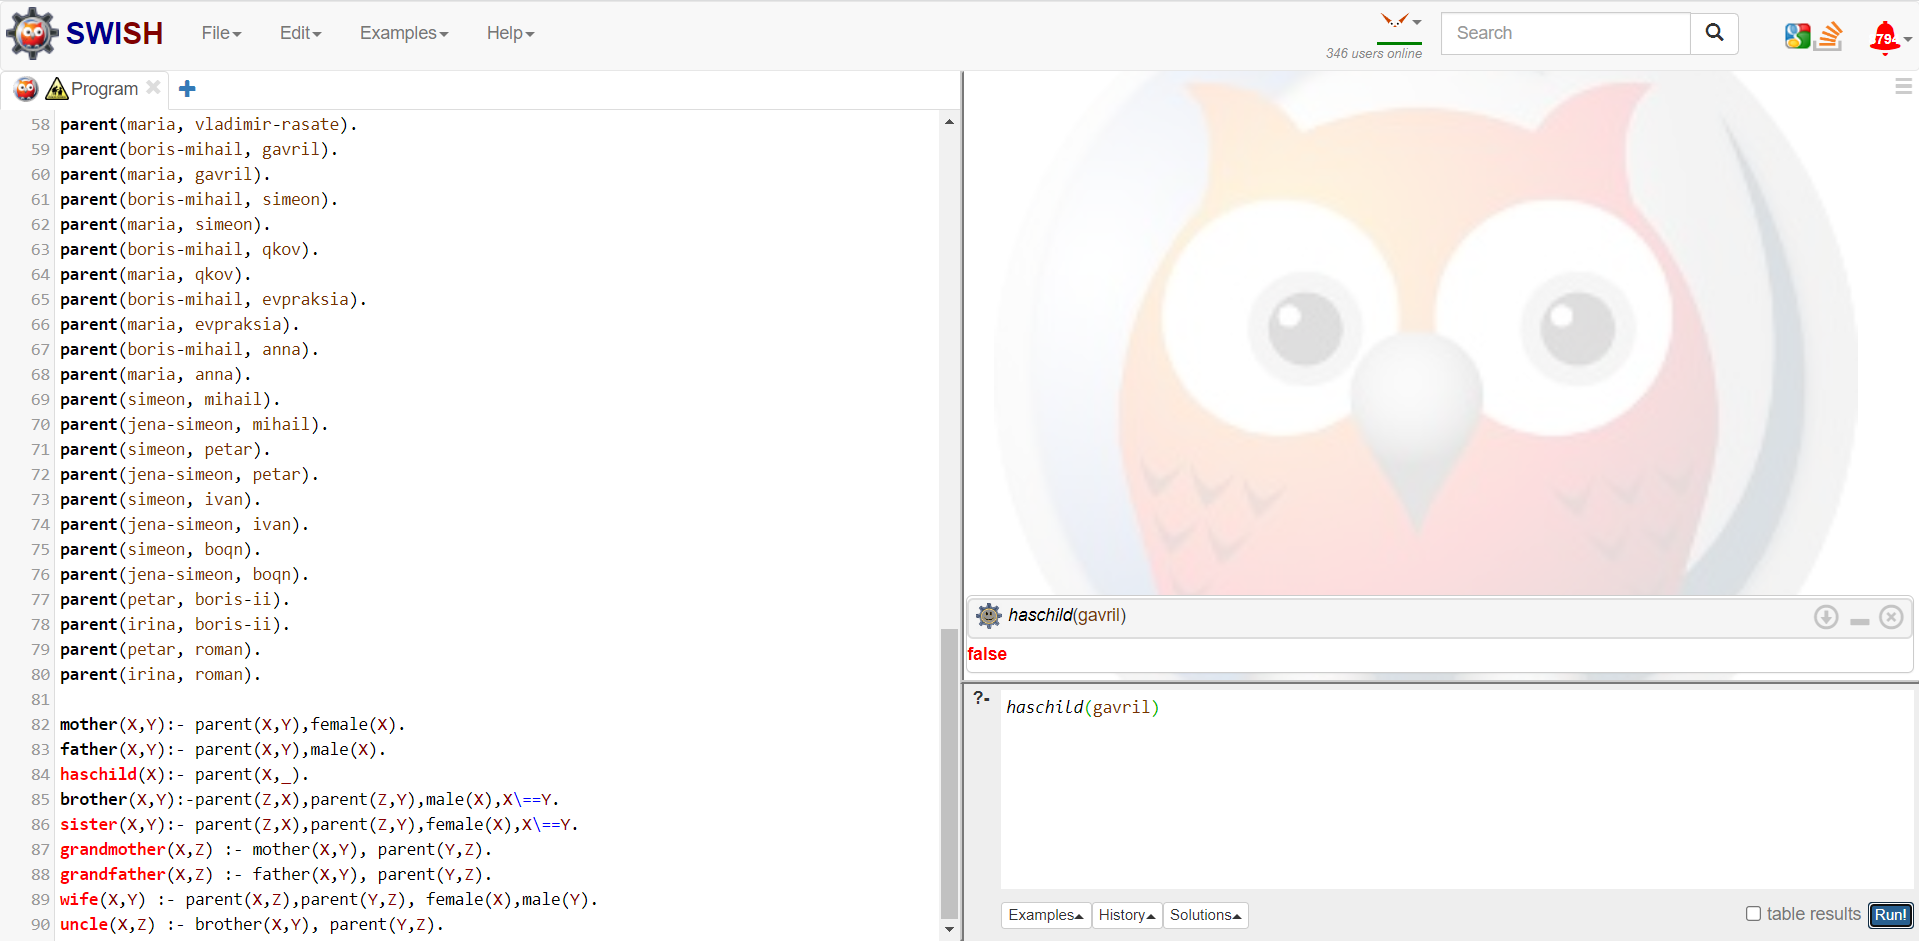 SWISH File Edit Examples Help 346 users online Search 794
Program
58 parent(maria, vladimir-rasate).
59 parent(boris-mihail, gavril).
60 parent(maria, gavril).
61 parent(boris-mihail, simeon).
62 parent(maria, simeon).
63 parent(boris-mihail, qkov).
64 parent(maria, qkov).
65 parent(boris-mihail, evpraksia).
66 parent(maria, evpraksia).
67 parent(boris-mihail, anna).
68 parent(maria, anna).
69 parent(simeon, mihail).
70 parent(jena-simeon, mihail).
71 parent(simeon, petar).
72 parent(jena-simeon, petar).
73 parent(simeon, ivan).
74 parent(jena-simeon, ivan).
75 parent(simeon, boqn).
76 parent(jena-simeon, boqn).
77 parent(petar, boris-ii).
78 parent(irina, boris-ii).
79 parent(petar, roman).
80 parent(irina, roman).
81
82 mother(X,Y):- parent(X,Y),female(X).
83 father(X,Y):- parent(X,Y),male(X).
84 haschild(X):- parent(X,_).
85 brother(X,Y):-parent(Z,X),parent(Z,Y),male(X),X\==Y.
86 sister(X,Y):- parent(Z,X),parent(Z,Y),female(X),X\==Y.
87 grandmother(X,Z) :- mother(X,Y), parent(Y,Z).
88 grandfather(X,Z) :- father(X,Y), parent(Y,Z).
89 wife(X,Y) :- parent(X,Z),parent(Y,Z), female(X),male(Y).
90 uncle(X,Z) :- brother(X,Y), parent(Y,Z).
haschild(gavril)
false
?- haschild(gavril)
Examples History Solutions table results Run!